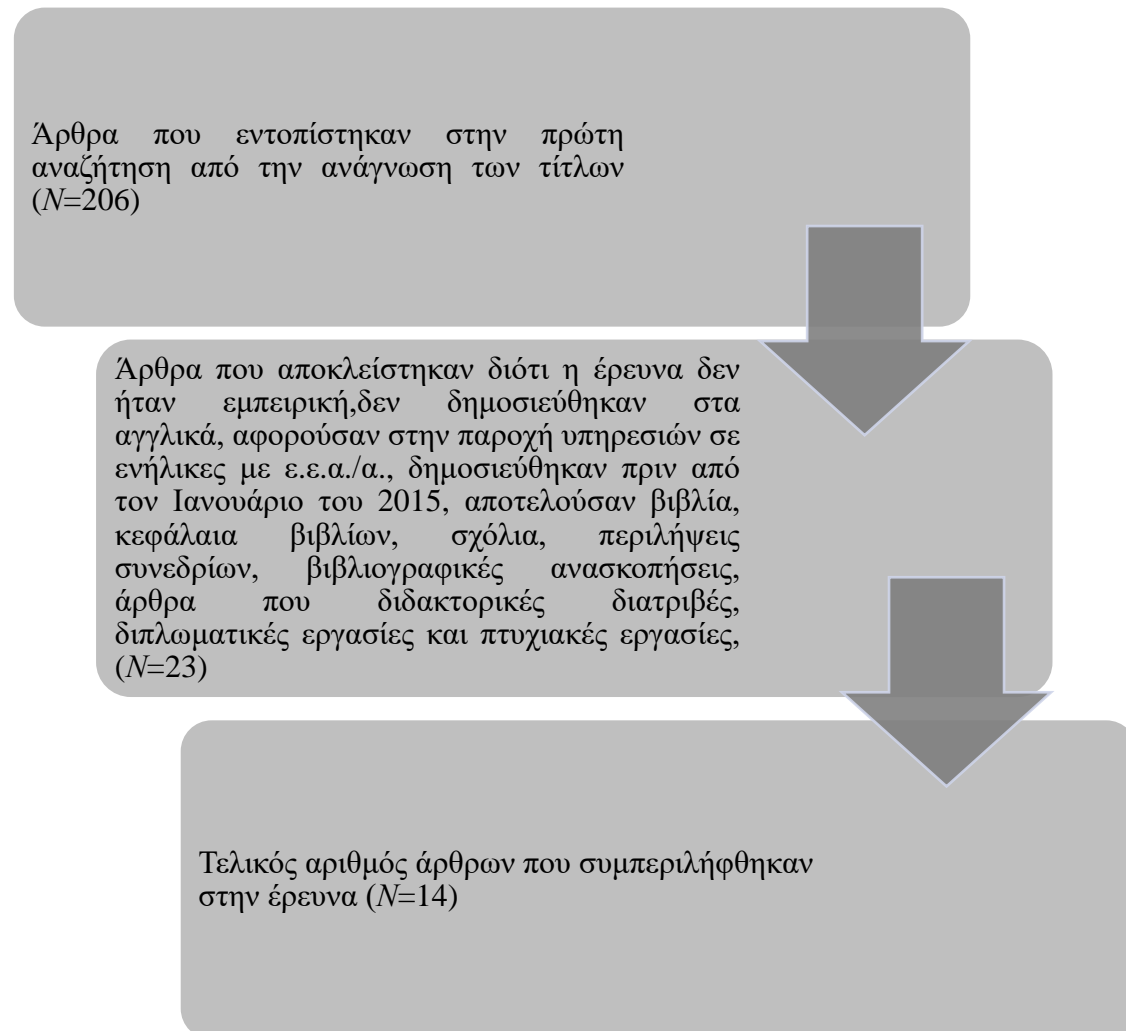 Άρθρα που εντοπίστηκαν στην πρώτη
αναζήτηση από την ανάγνωση των τίτλων
(N=206)
Άρθρα που αποκλείστηκαν διότι η έρευνα δεν
ήταν εμπειρική,δεν δημοσιεύθηκαν στα
αγγλικά, αφορούσαν στην παροχή υπηρεσιών σε
ενήλικες με ε.ε.α./α., δημοσιεύθηκαν πριν από
τον Ιανουάριο του 2015, αποτελούσαν βιβλία,
κεφάλαια βιβλίων, σχόλια, περιλήψεις
συνεδρίων, βιβλιογραφικές ανασκοπήσεις,
άρθρα που διδακτορικές διατριβές,
διπλωματικές εργασίες και πτυχιακές εργασίες,
(N=23)
Τελικός αριθμός άρθρων που συμπεριλήφθηκαν
στην έρευνα (N=14)